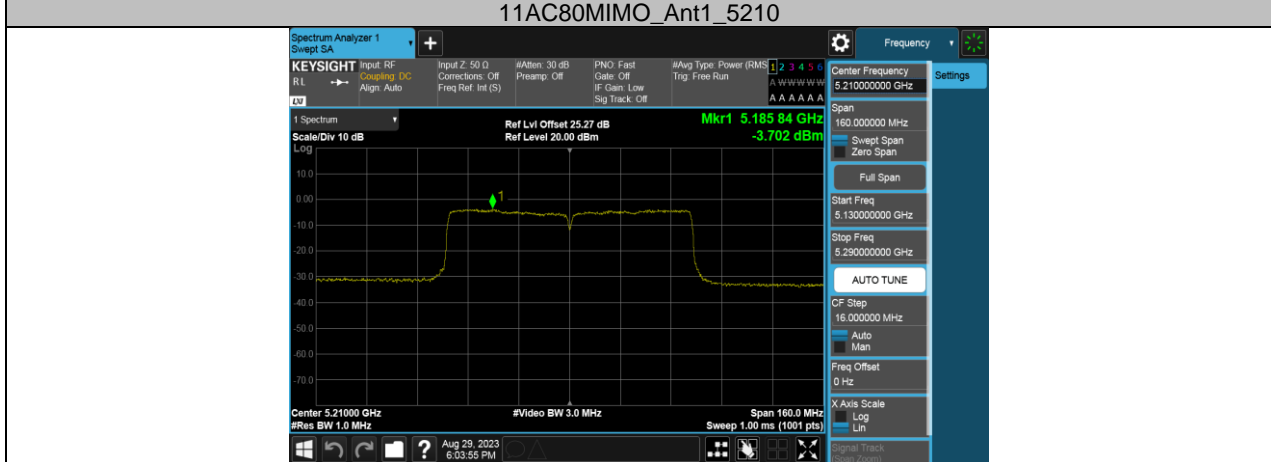 11AC80MIMO_Ant1_5210
Spectrum Analyzer 1
Swept SA
+
Frequency
KEYSIGHT
RL
LXI
Input: RF
Coupling: DC
Align: Auto
Input Z: 50 Ω
Corrections: Off
Freq Ref: Int (S)
#Atten: 30 dB
Preamp: Off
PNO: Fast
Gate: Off
IF Gain: Low
Sig Track: Off
#Avg Type: Power (RMS
Trig: Free Run
1 2 3 4 5 6
A W W W W W
A A A A A A
1 Spectrum
Scale/Div 10 dB
Log
Ref Lvl Offset 25.27 dB
Ref Level 20.00 dBm
Mkr1 5.185 84 GHz
-3.702 dBm
10.0
0.00
-10.0
-20.0
-30.0
-40.0
-50.0
-60.0
-70.0
1
Center 5.21000 GHz
#Res BW 1.0 MHz
#Video BW 3.0 MHz
Span 160.0 MHz
Sweep 1.00 ms (1001 pts)
Center Frequency
5.210000000 GHz
Settings
Span
160.000000 MHz
Swept Span
Zero Span
Full Span
Start Freq
5.130000000 GHz
Stop Freq
5.290000000 GHz
AUTO TUNE
CF Step
16.000000 MHz
Auto
Man
Freq Offset
0 Hz
X Axis Scale
Log
Lin
Signal Track
(Span Zoom)
?
Aug 29, 2023
6:03:55 PM